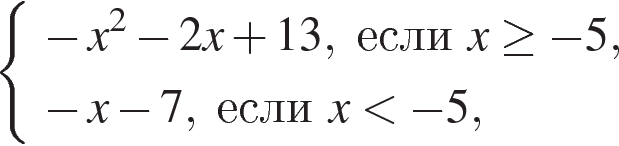 − x² − 2x + 13, если x ≥ −5,
− x − 7, если x < −5,